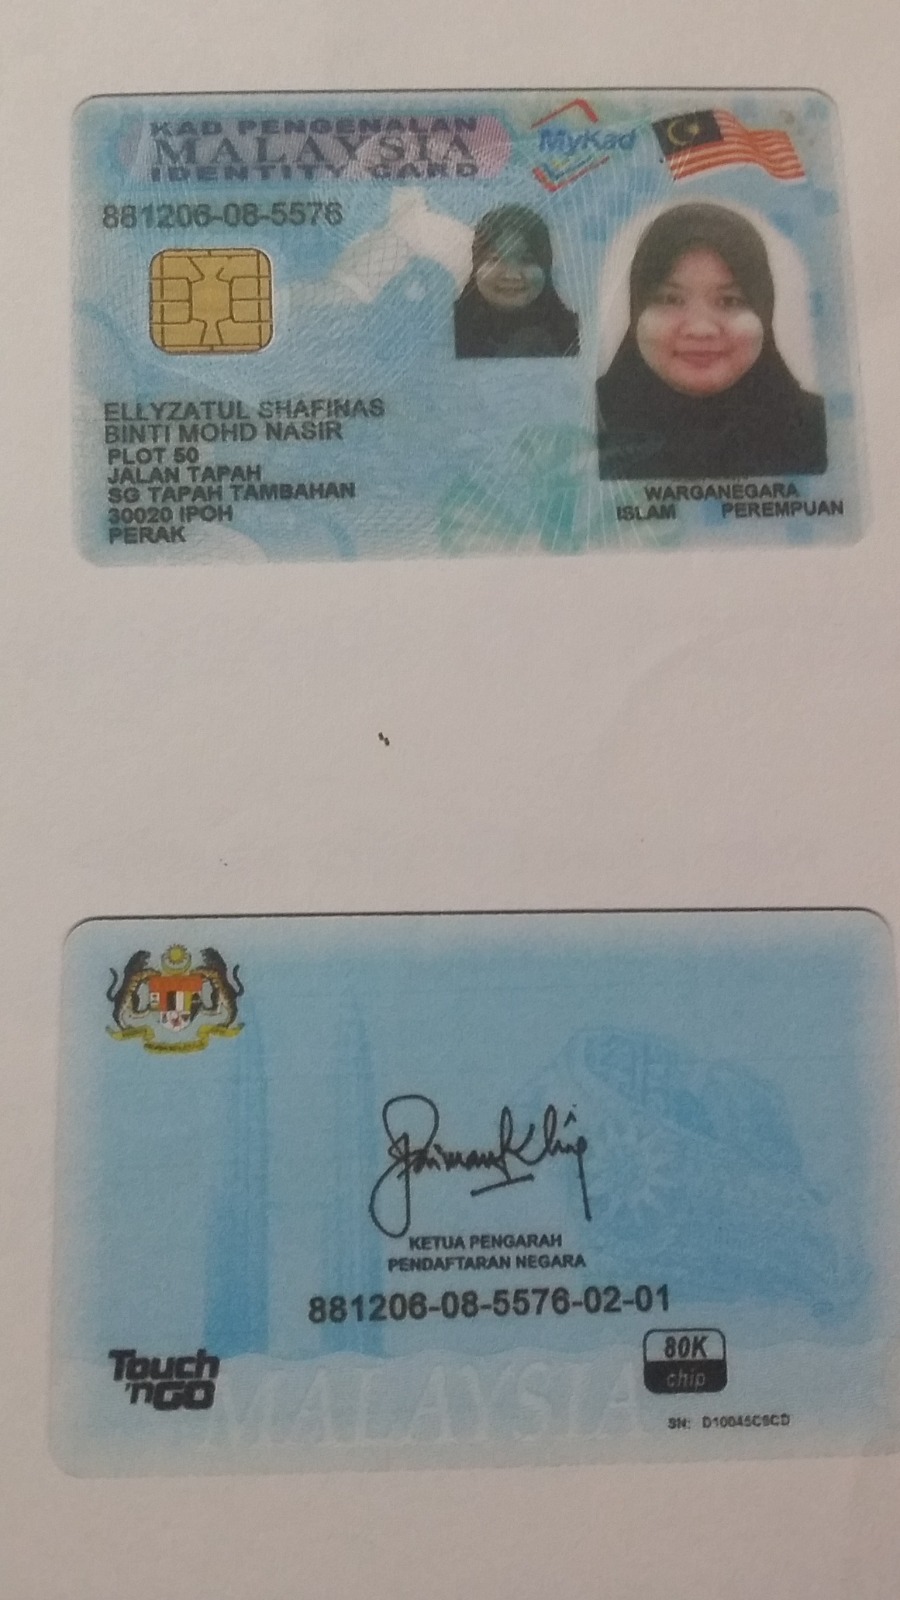 KAD PENGENALAN
MALAYSIA
IDENTITY CARD
MyKad
881206-08-5576
ELLYZATUL SHAFINAS
BINTI MOHD NASIR
PLOT 50
JALAN TAPAH
SG TAPAH TAMBAHAN
30020 IPOH
PERAK
WARGANEGARA
ISLAM PEREMPUAN
KETUA PENGARAH
PENDAFTARAN NEGARA
881206-08-5576-02-01
Touch
'nGO
80K
chip
MALAYSIA
SN: